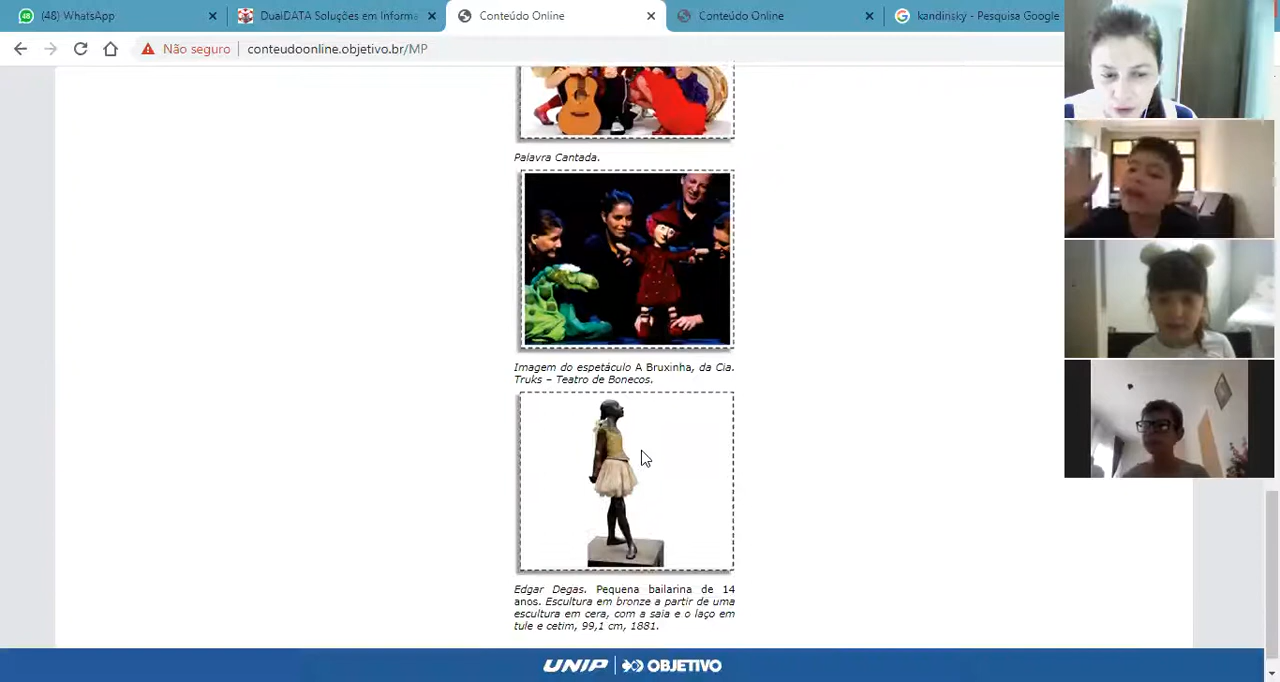 (48) WhatsApp
DualDATA Soluções em Informa
Conteúdo Online
Conteúdo Online
kandinsky - Pesquisa Google
Não seguro
conteudoonline.objetivo.br/MP
Palavra Cantada.
Imagem do espetáculo A Bruxinha, da Cia.
Truks – Teatro de Bonecos.
Edgar Degas. Pequena bailarina de 14
anos. Escultura em bronze a partir de uma
escultura em cera, com a saia e o laço em
tule e cetim, 99,1 cm, 1881.
UNIP OBJETIVO